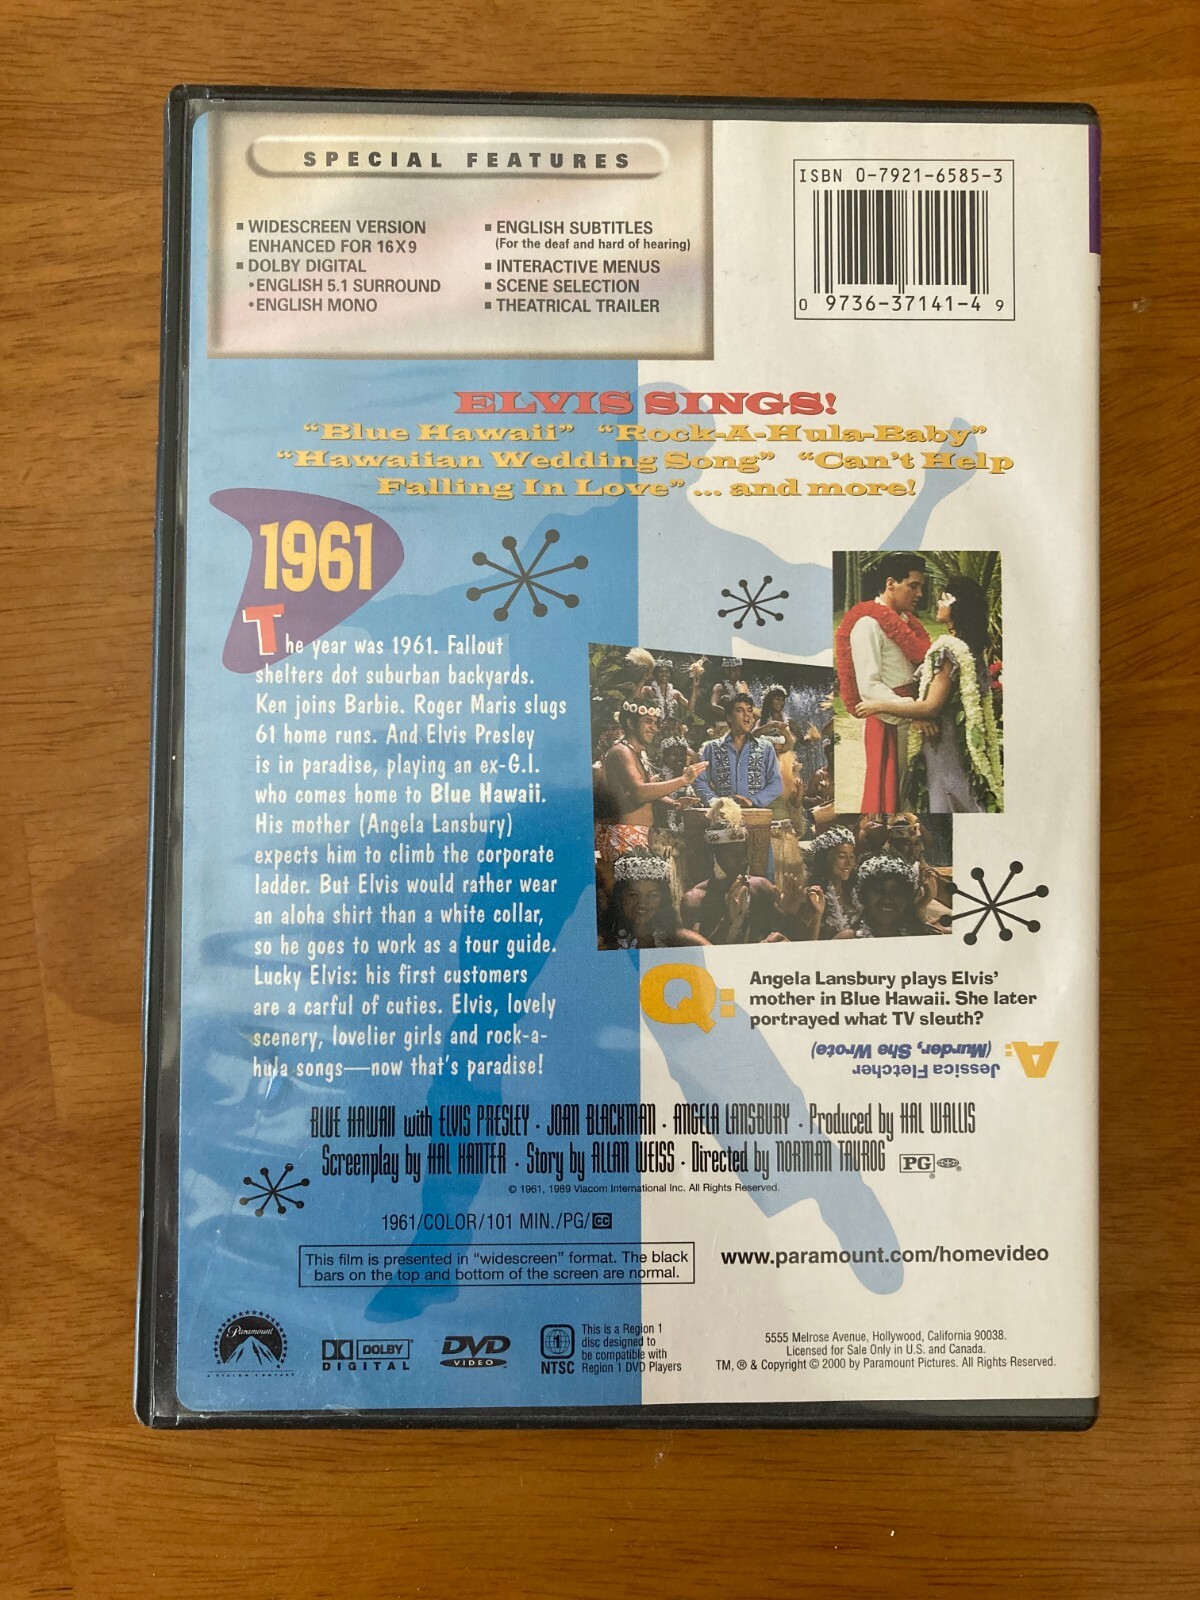 SPECIAL FEATURES
▪ WIDESCREEN VERSION
ENHANCED FOR 16X9
▪ DOLBY DIGITAL
•ENGLISH 5.1 SURROUND
•ENGLISH MONO
▪ ENGLISH SUBTITLES
(For the deaf and hard of hearing)
▪ INTERACTIVE MENUS
▪ SCENE SELECTION
▪ THEATRICAL TRAILER
ISBN 0-7921-6585-3
0 9736-37141-4 9
ELVIS SINGS!
"Blue Hawaii" "Rock-A-Hula-Baby"
"Hawaiian Wedding Song" "Can't Help
Falling In Love" ... and more!
1961
The year was 1961. Fallout
shelters dot suburban backyards.
Ken joins Barbie. Roger Maris slugs
61 home runs. And Elvis Presley
is in paradise, playing an ex-G.I.
who comes home to Blue Hawaii.
His mother (Angela Lansbury)
expects him to climb the corporate
ladder. But Elvis would rather wear
an aloha shirt than a white collar,
so he goes to work as a tour guide.
Lucky Elvis: his first customers
are a carful of cuties. Elvis, lovely
scenery, lovelier girls and rock-a-
hula songs—now that's paradise!
Q: Angela Lansbury plays Elvis'
mother in Blue Hawaii. She later
portrayed what TV sleuth?
A: Jessica Fletcher
(Murder, She Wrote)
BLUE HAWAII with ELVIS PRESLEY · JOAN BLACKMAN · ANGELA LANSBURY · Produced by HAL WALLIS
Screenplay by HAL KANTER · Story by ALLAN WEISS · Directed by NORMAN TAUROG PG ®
© 1961, 1989 Viacom International Inc. All Rights Reserved.
1961/COLOR/101 MIN./PG/CC
This film is presented in "widescreen" format. The black
bars on the top and bottom of the screen are normal.
www.paramount.com/homevideo
Paramount
A VIACOM COMPANY
DOLBY
DIGITAL
DVD
VIDEO
1
NTSC
This is a Region 1
disc designed to
be compatible with
Region 1 DVD Players
5555 Melrose Avenue, Hollywood, California 90038.
Licensed for Sale Only in U.S. and Canada.
TM, ® & Copyright © 2000 by Paramount Pictures. All Rights Reserved.